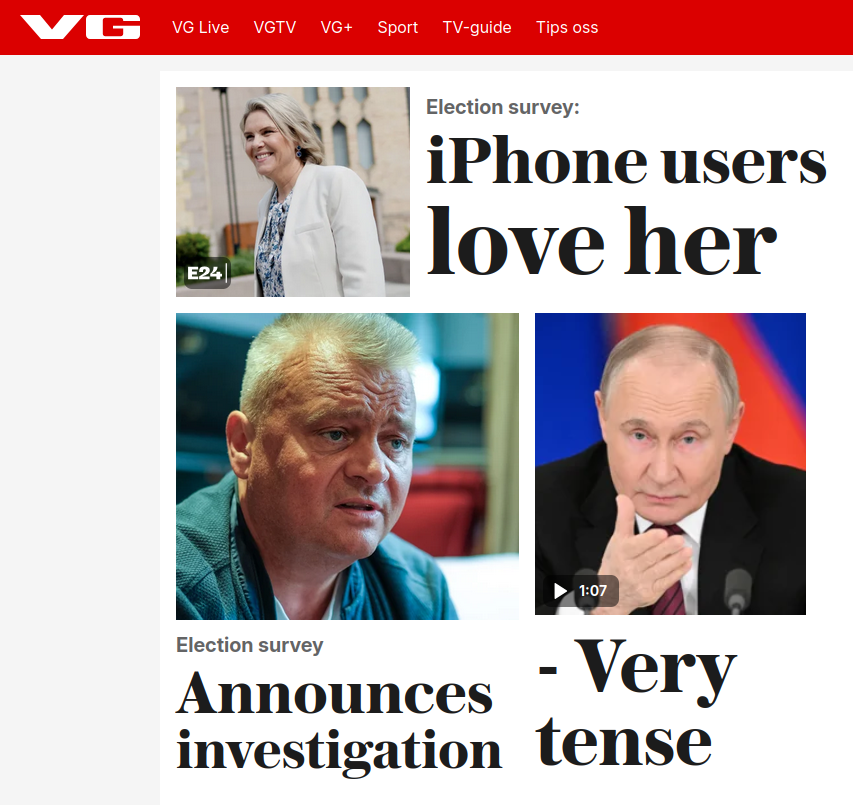 VG
VG Live VGTV VG+ Sport TV-guide Tips oss
E24
Election survey:
iPhone users
love her
1:07
Election survey
Announces
investigation
- Very
tense